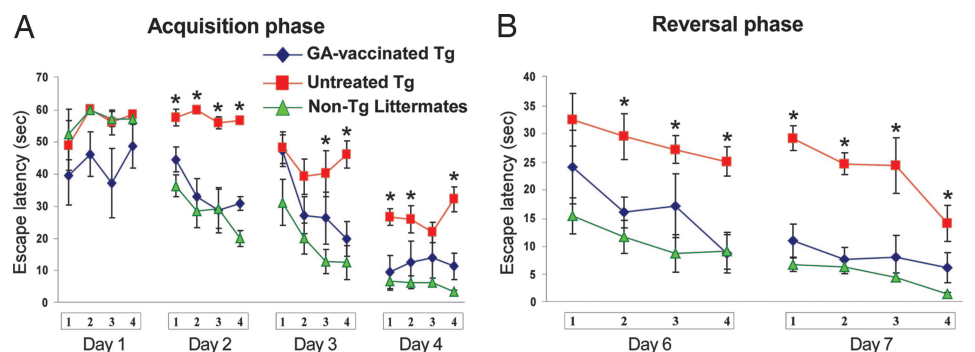 A
Acquisition phase
GA-vaccinated Tg
Untreated Tg
Non-Tg Littermates
Escape latency (sec)
70
60
50
40
30
20
10
0
* * * *
* *
* * *
1 2 3 4
1 2 3 4
1 2 3 4
1 2 3 4
Day 1
Day 2
Day 3
Day 4
B
Reversal phase
Escape latency (sec)
40
35
30
25
20
15
10
5
0
* * *
* * * *
1 2 3 4
1 2 3 4
Day 6
Day 7